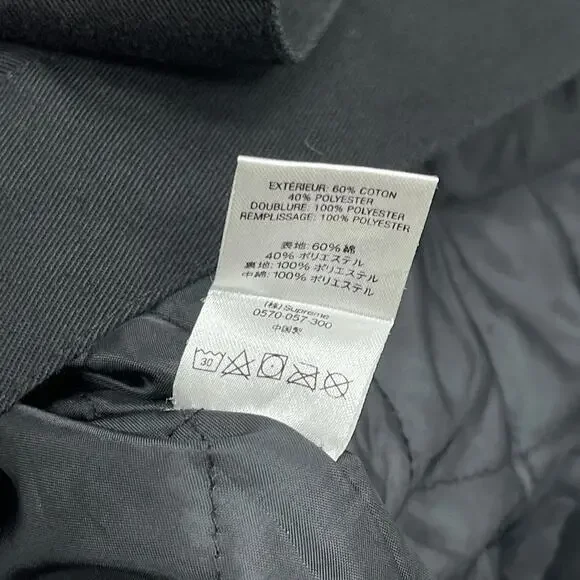 EXTÉRIEUR: 60% COTON
40% POLYESTER
DOUBLURE: 100% POLYESTER
REMPLISSAGE: 100% POLYESTER
表地: 60%綿
40% ポリエステル
裏地: 100% ポリエステル
中綿: 100% ポリエステル
(株) Supreme
0570-057-300
中国製
30